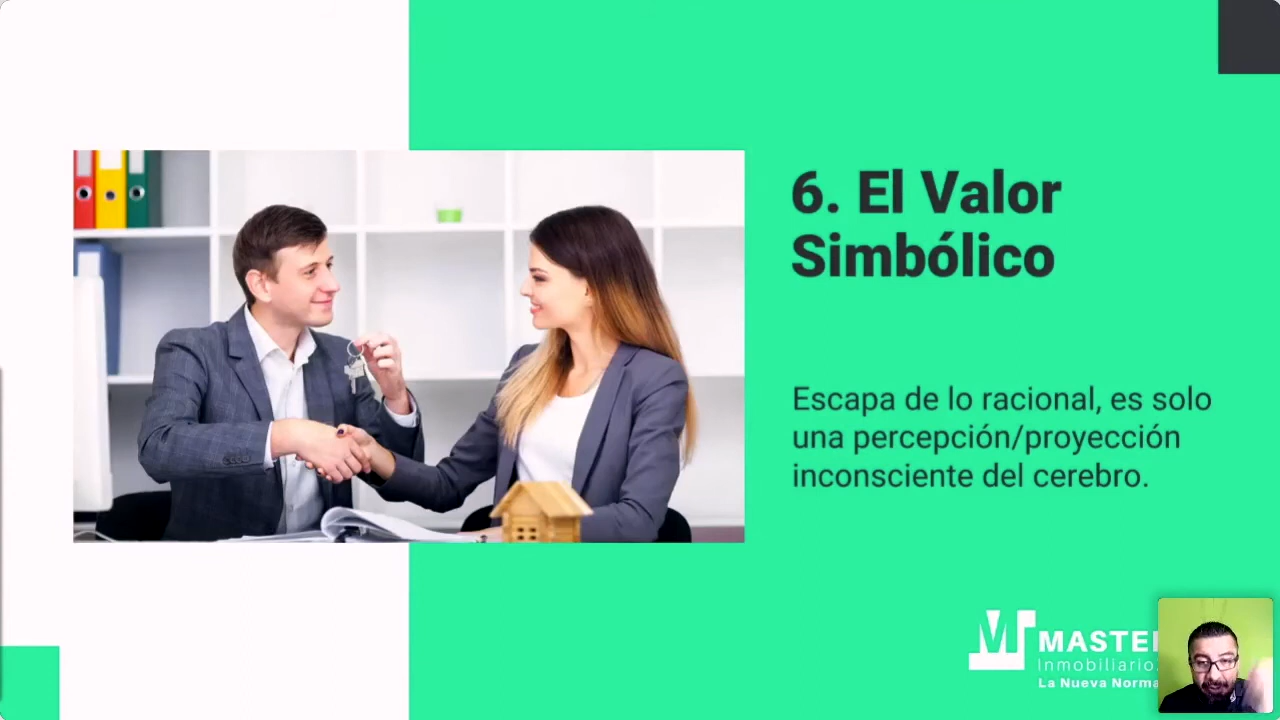 6. El Valor
Simbólico
Escapa de lo racional, es solo
una percepción/proyección
inconsciente del cerebro.
Inmobiliario.
La Nueva